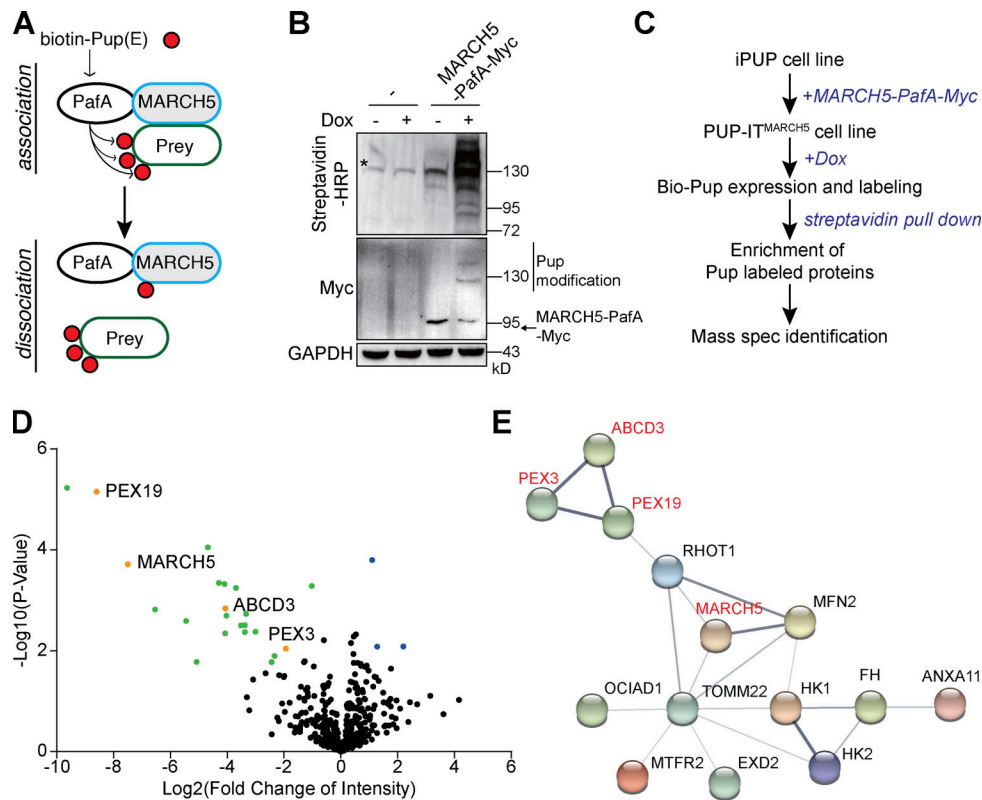 A
biotin-Pup(E)
association
PafA
MARCH5
Prey
dissociation
PafA
MARCH5
Prey
B
MARCH5
-PafA-Myc
-
Dox - + - +
Streptavidin
-HRP
*
130
95
72
Myc
Pup
modification
130
95
MARCH5-PafA
-Myc
GAPDH
43
kD
C
iPUP cell line
+MARCH5-PafA-Myc
PUP-ITMARCH5 cell line
+Dox
Bio-Pup expression and labeling
streptavidin pull down
Enrichment of
Pup labeled proteins
Mass spec identification
D
-Log10(P-Value)
6
4
2
0
PEX19
MARCH5
ABCD3
PEX3
-10 -8 -6 -4 -2 0 2 4 6
Log2(Fold Change of Intensity)
E
ABCD3
PEX3
PEX19
RHOT1
MARCH5
MFN2
OCIAD1
TOMM22
HK1
FH
ANXA11
MTFR2
EXD2
HK2